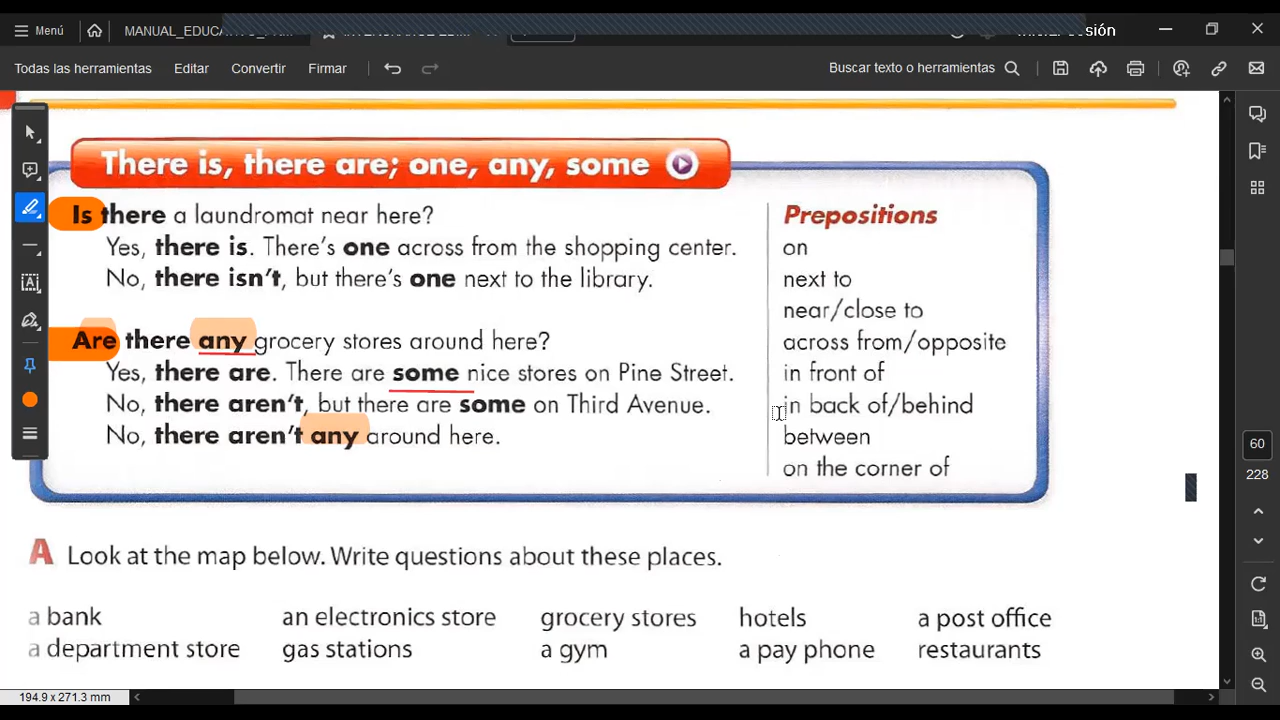 Menú
MANUAL_EDUCA
sión
Todas las herramientas Editar Convertir Firmar Buscar texto o herramientas
There is, there are; one, any, some
Is there a laundromat near here?
Yes, there is. There's one across from the shopping center.
No, there isn't, but there's one next to the library.
Are there any grocery stores around here?
Yes, there are. There are some nice stores on Pine Street.
No, there aren't, but there are some on Third Avenue.
No, there aren't any around here.
Prepositions
on
next to
near/close to
across from/opposite
in front of
in back of/behind
between
on the corner of
A Look at the map below. Write questions about these places.
a bank an electronics store grocery stores hotels a post office
a department store gas stations a gym a pay phone restaurants
60
228
194.9 x 271.3 mm